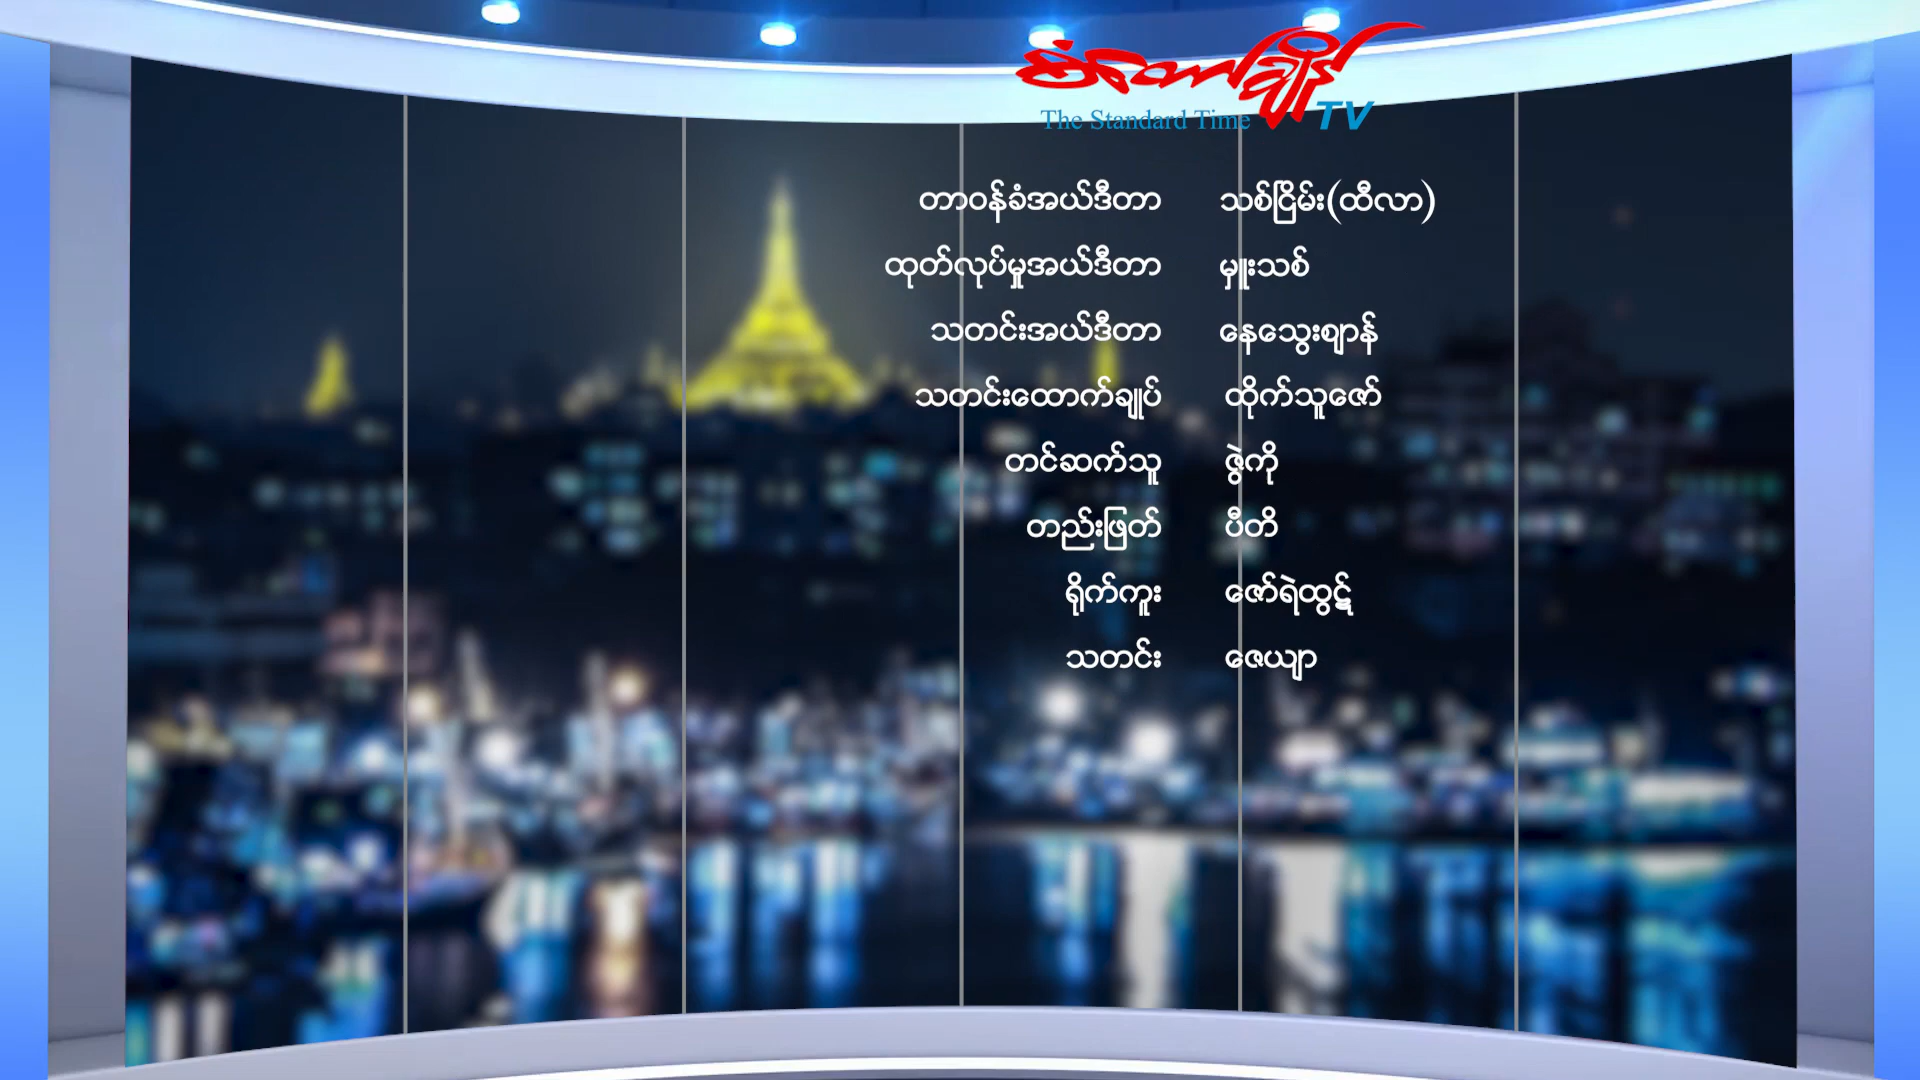 စံတော်ချိန်
The Standard Time TV
တာဝန်ခံအယ်ဒီတာ သစ်ငြိမ်း(ထီလာ)
ထုတ်လုပ်မှုအယ်ဒီတာ မှူးသစ်
သတင်းအယ်ဒီတာ နေသွေးဈာန်
သတင်းထောက်ချုပ် ထိုက်သူဇော်
တင်ဆက်သူ ဇွဲကို
တည်းဖြတ် ပီတိ
ရိုက်ကူး ဇော်ရဲထွဋ်
သတင်း ဇေယျာ